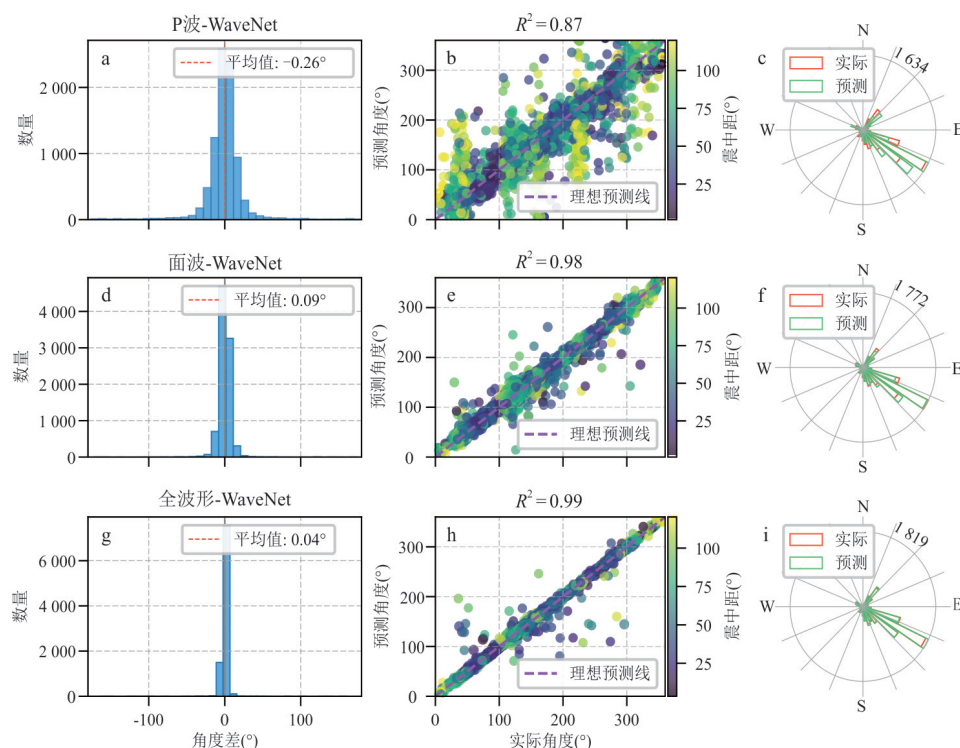 P波-WaveNet
R²=0.87
a
平均值: −0.26°
数量
2 000
1 000
0
b
预测角度(°)
300
200
100
0
理想预测线
震中距(°)
100
75
50
25
c
实际
预测
1 634
N
W
E
S
面波-WaveNet
R²=0.98
d
平均值: 0.09°
数量
4 000
3 000
2 000
1 000
0
e
预测角度(°)
300
200
100
0
理想预测线
震中距(°)
100
75
50
25
f
实际
预测
1 772
N
W
E
S
全波形-WaveNet
R²=0.99
g
平均值: 0.04°
数量
6 000
4 000
2 000
0
-100
0
100
角度差(°)
h
预测角度(°)
300
200
100
0
理想预测线
0
100
200
300
实际角度(°)
震中距(°)
100
75
50
25
i
实际
预测
1 819
N
W
E
S